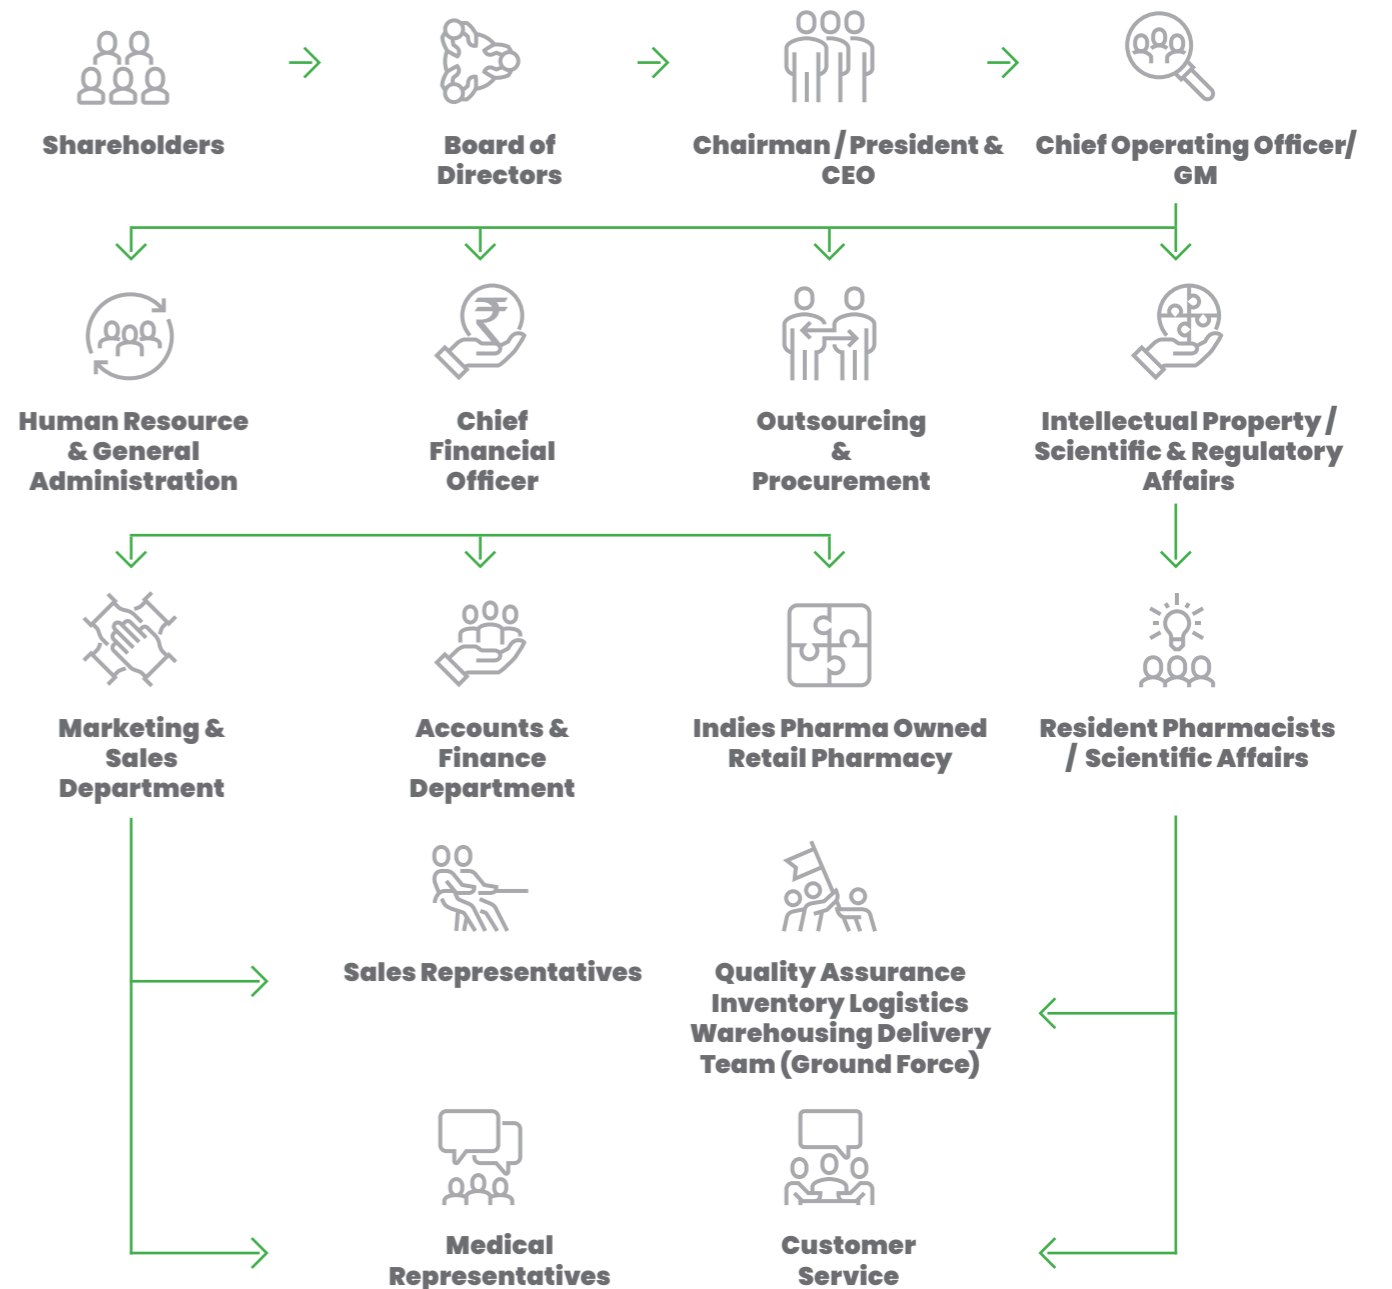 Shareholders
Board of
Directors
Chairman / President &
CEO
Chief Operating Officer/
GM
Human Resource
& General
Administration
Chief
Financial
Officer
Outsourcing
&
Procurement
Intellectual Property /
Scientific & Regulatory
Affairs
Marketing &
Sales
Department
Accounts &
Finance
Department
Indies Pharma Owned
Retail Pharmacy
Resident Pharmacists
/ Scientific Affairs
Sales Representatives
Quality Assurance
Inventory Logistics
Warehousing Delivery
Team (Ground Force)
Medical
Representatives
Customer
Service